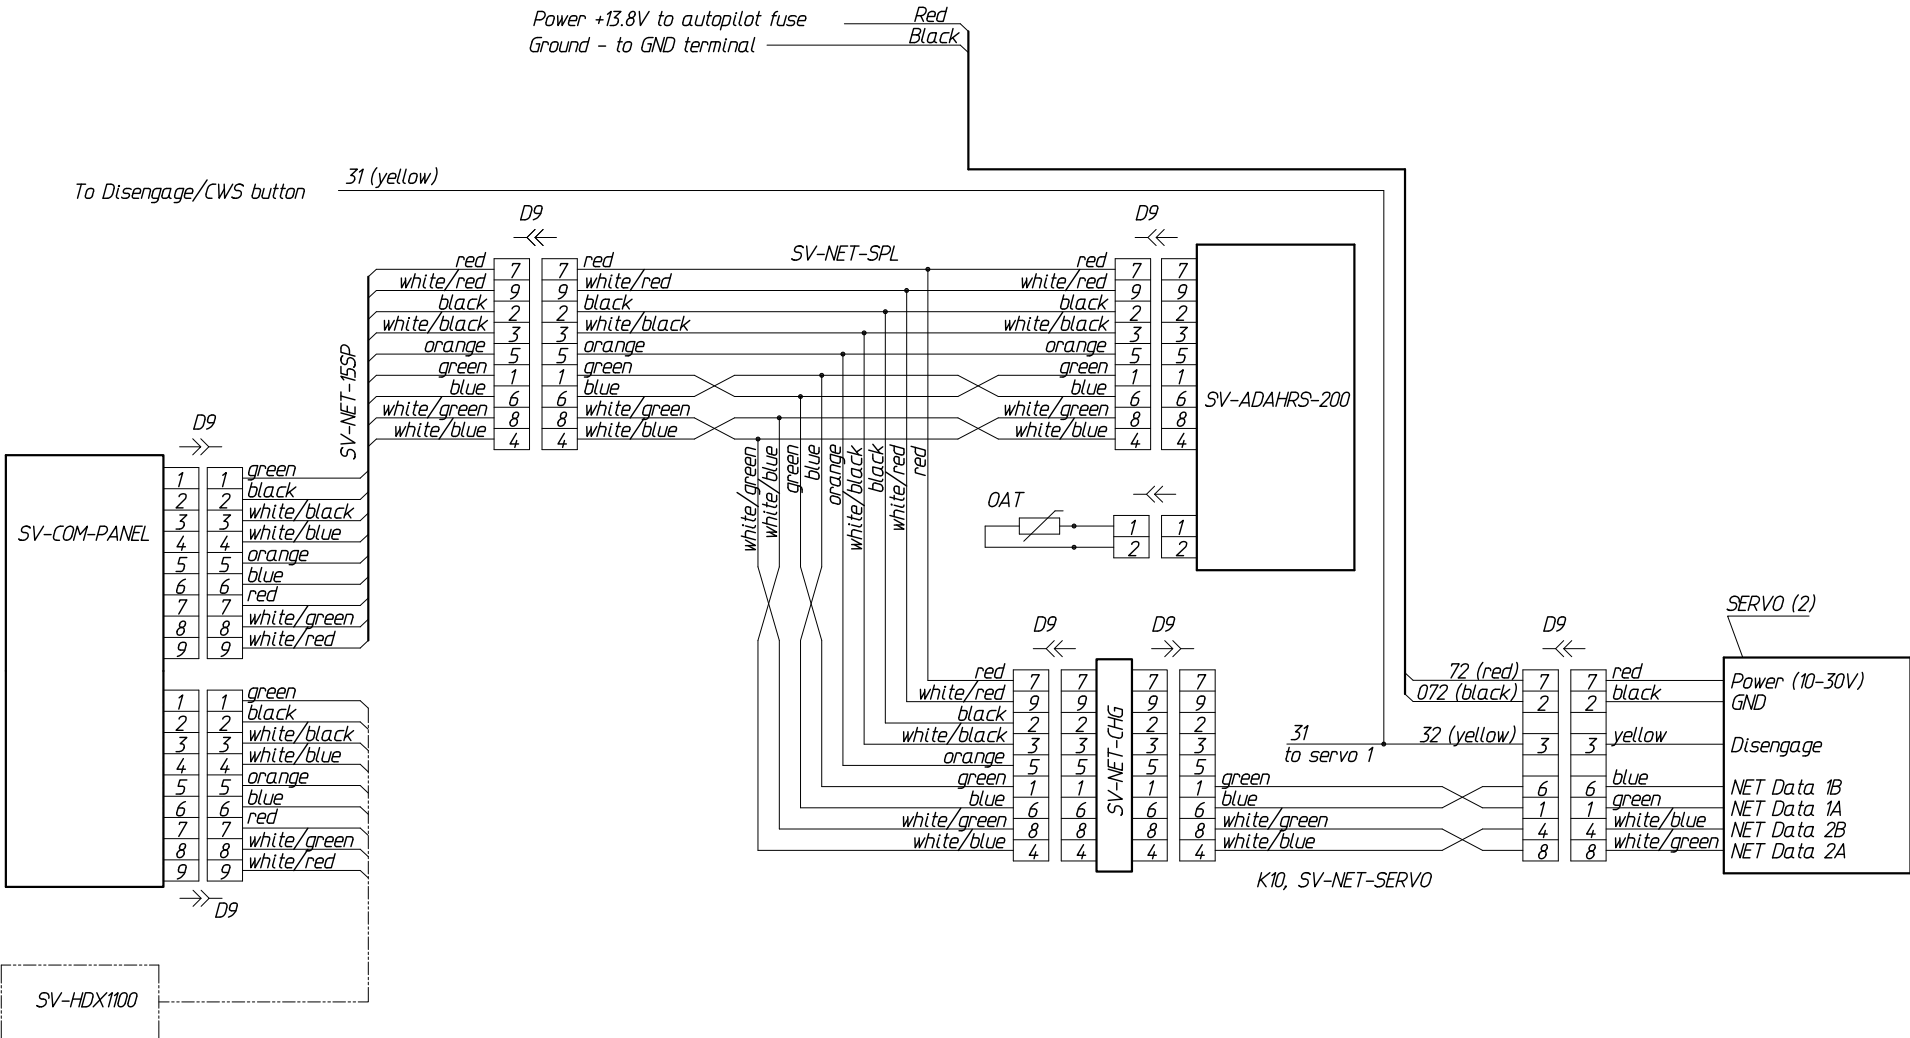 Power +13.8V to autopilot fuse
Red
Ground - to GND terminal
Black
To Disengage/CWS button
31 (yellow)
D9
D9
SV-NET-SPL
red 7 7 red red 7 7
white/red 9 9 white/red white/red 9 9
black 2 2 black black 2 2
white/black 3 3 white/black white/black 3 3
orange 5 5 orange orange 5 5
green 1 1 green green 1 1
blue 6 6 blue blue 6 6
white/green 8 8 white/green white/green 8 8
white/blue 4 4 white/blue white/blue 4 4
SV-NET-15SP
SV-ADAHRS-200
white/green
white/blue
green
blue
orange
white/black
black
white/red
red
OAT
1 1
2 2
D9
SV-COM-PANEL
1 1 green
2 2 black
3 3 white/black
4 4 white/blue
5 5 orange
6 6 blue
7 7 red
8 8 white/green
9 9 white/red
1 1 green
2 2 black
3 3 white/black
4 4 white/blue
5 5 orange
6 6 blue
7 7 red
8 8 white/green
9 9 white/red
D9
SV-HDX1100
D9
D9
red 7 7 7 7
white/red 9 9 9 9
black 2 2 2 2
white/black 3 3 3 3
orange 5 5 5 5
green 1 1 1 1 green
blue 6 6 6 6 blue
white/green 8 8 8 8 white/green
white/blue 4 4 4 4 white/blue
SV-NET-CHG
K10, SV-NET-SERVO
31
to servo 1
D9
SERVO (2)
72 (red) 7 7 red Power (10-30V)
072 (black) 2 2 black GND
32 (yellow) 3 3 yellow Disengage
6 6 blue NET Data 1B
1 1 green NET Data 1A
4 4 white/blue NET Data 2B
8 8 white/green NET Data 2A